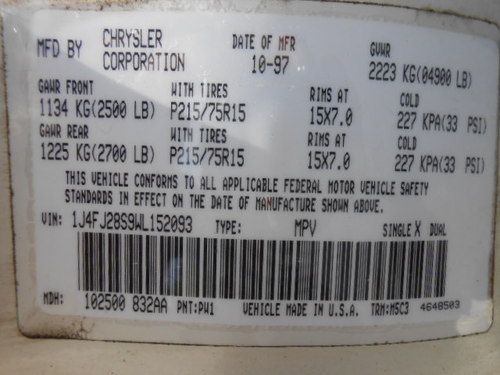 MFD BY CHRYSLER CORPORATION DATE OF MFR 10-97 GVWR 2223 KG(04900 LB)
GAWR FRONT WITH TIRES RIMS AT COLD
1134 KG(2500 LB) P215/75R15 15X7.0 227 KPA(33 PSI)
GAWR REAR WITH TIRES RIMS AT COLD
1225 KG(2700 LB) P215/75R15 15X7.0 227 KPA(33 PSI)
THIS VEHICLE CONFORMS TO ALL APPLICABLE FEDERAL MOTOR VEHICLE SAFETY
STANDARDS IN EFFECT ON THE DATE OF MANUFACTURE SHOWN ABOVE.
VIN: 1J4FJ28S9WL152093 TYPE: MPV SINGLE X DUAL
MDH: 102500 832AA PNT:PW1 VEHICLE MADE IN U.S.A. TRM:M5C3 4648503